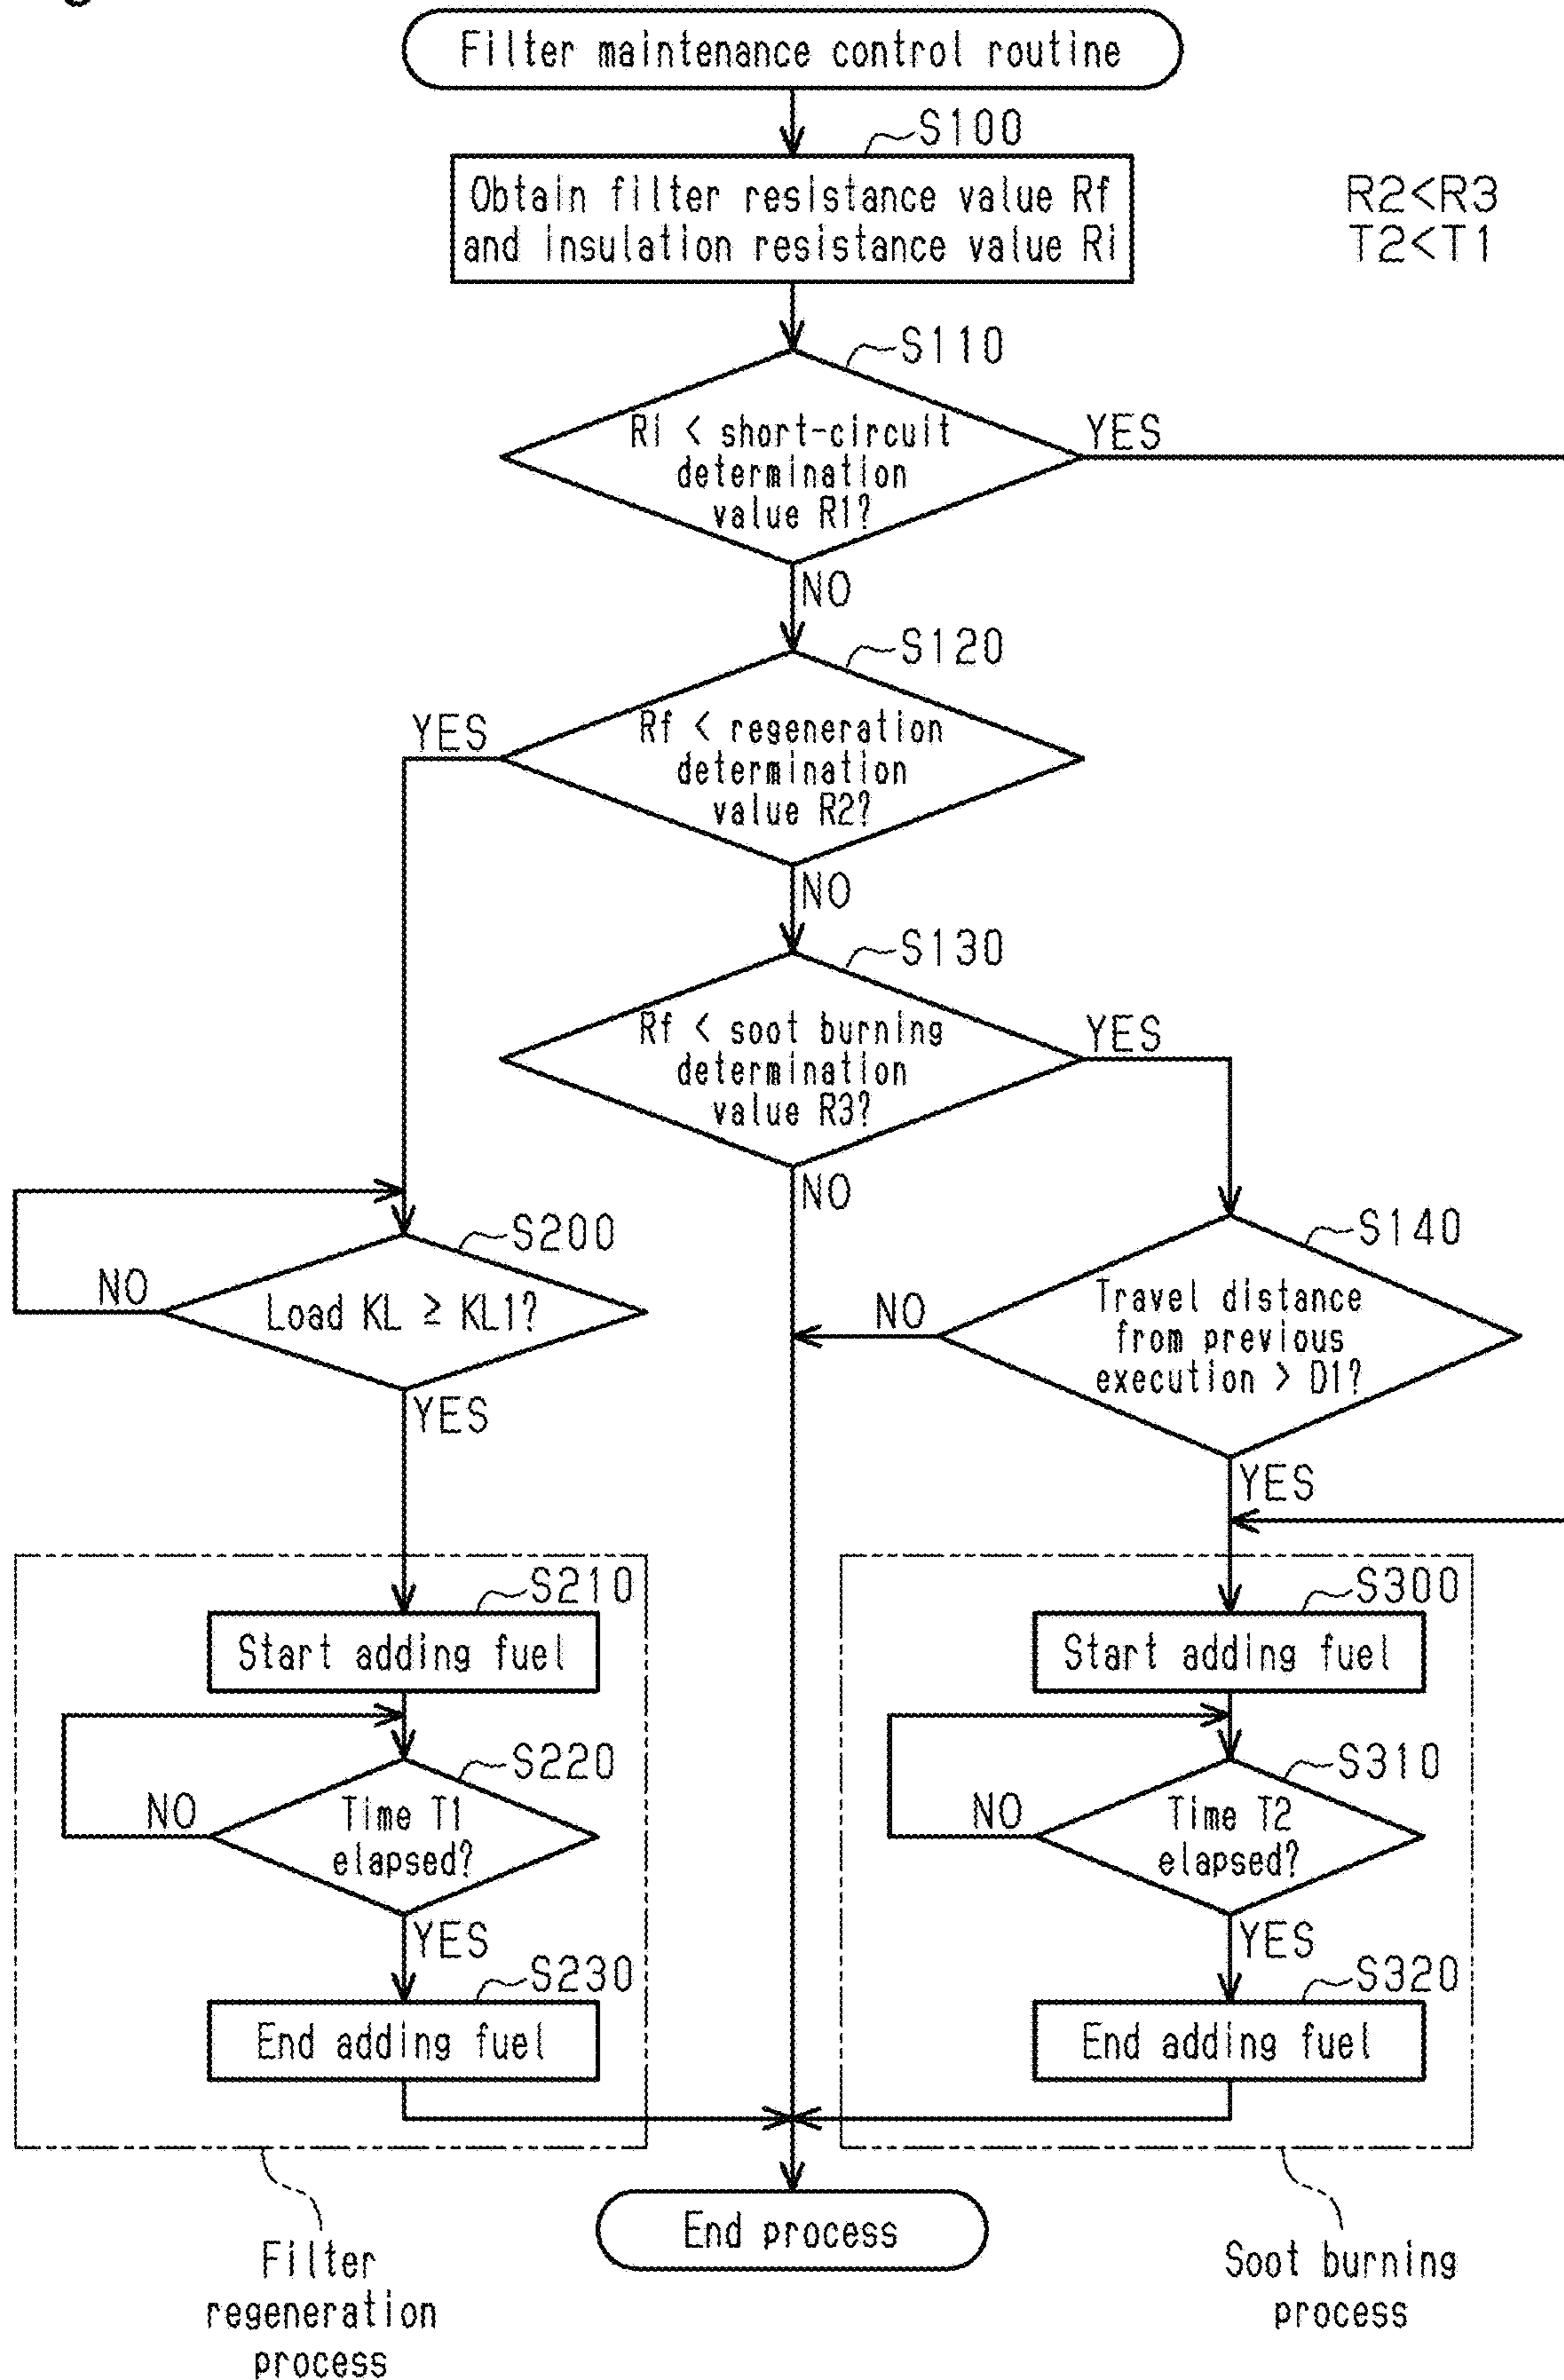 Filter maintenance control routine
S100
Obtain filter resistance value Rf
and insulation resistance value Ri
R2<R3
T2<T1
S110
Ri < short-circuit
determination
value R1?
YES
NO
S120
Rf < regeneration
determination
value R2?
YES
NO
S130
Rf < soot burning
determination
value R3?
YES
NO
S200
Load KL ≥ KL1?
NO
YES
S140
Travel distance
from previous
execution > D1?
NO
YES
S210
Start adding fuel
S220
Time T1
elapsed?
NO
YES
S230
End adding fuel
S300
Start adding fuel
S310
Time T2
elapsed?
NO
YES
S320
End adding fuel
End process
Filter
regeneration
process
Soot burning
process